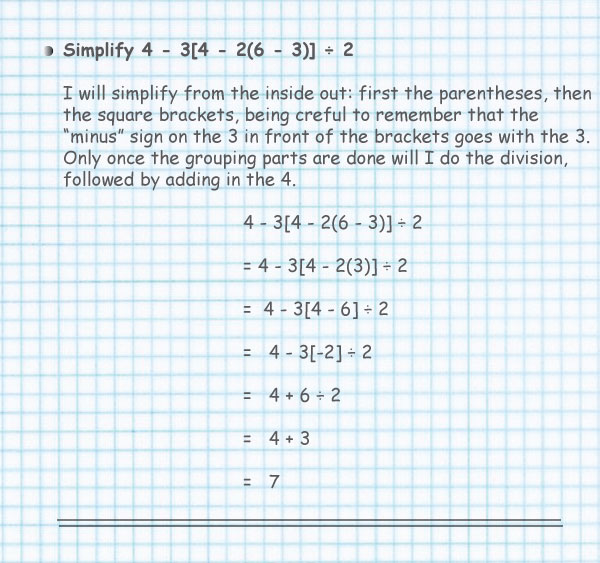 Simplify 4 - 3[4 - 2(6 - 3)] ÷ 2
I will simplify from the inside out: first the parentheses, then
the square brackets, being creful to remember that the
“minus” sign on the 3 in front of the brackets goes with the 3.
Only once the grouping parts are done will I do the division,
followed by adding in the 4.
4 - 3[4 - 2(6 - 3)] ÷ 2
= 4 - 3[4 - 2(3)] ÷ 2
= 4 - 3[4 - 6] ÷ 2
= 4 - 3[-2] ÷ 2
= 4 + 6 ÷ 2
= 4 + 3
= 7